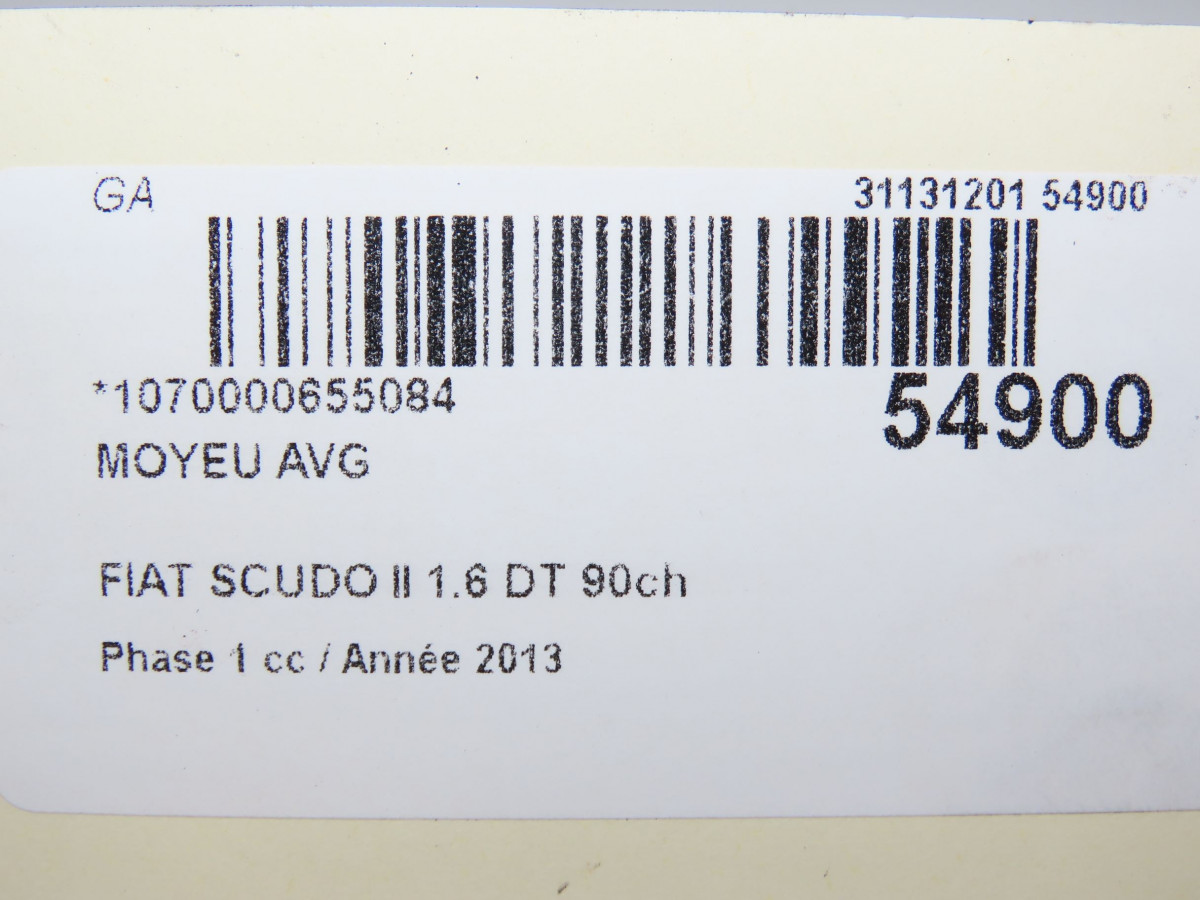 GA 31131201 54900
*1070000655084 54900
MOYEU AVG
FIAT SCUDO II 1.6 DT 90ch
Phase 1 cc / Année 2013